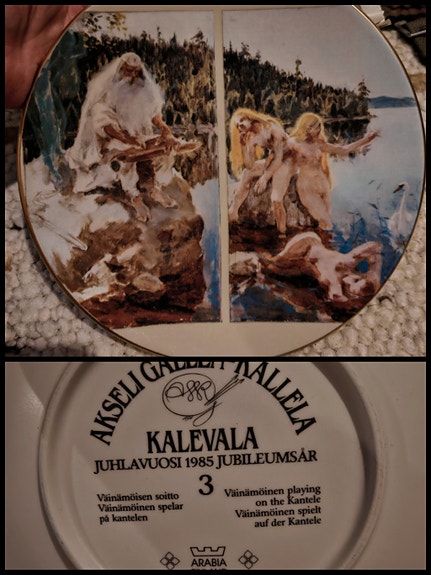 AKSELI GALLEN-KALLELA
KALEVALA
JUHLAVUOSI 1985 JUBILEUMSÅR
3
Väinämöisen soitto
Väinämöinen spelar
på kantelen
Väinämöinen playing
on the Kantele
Väinämöinen spielt
auf der Kantele
ARABIA